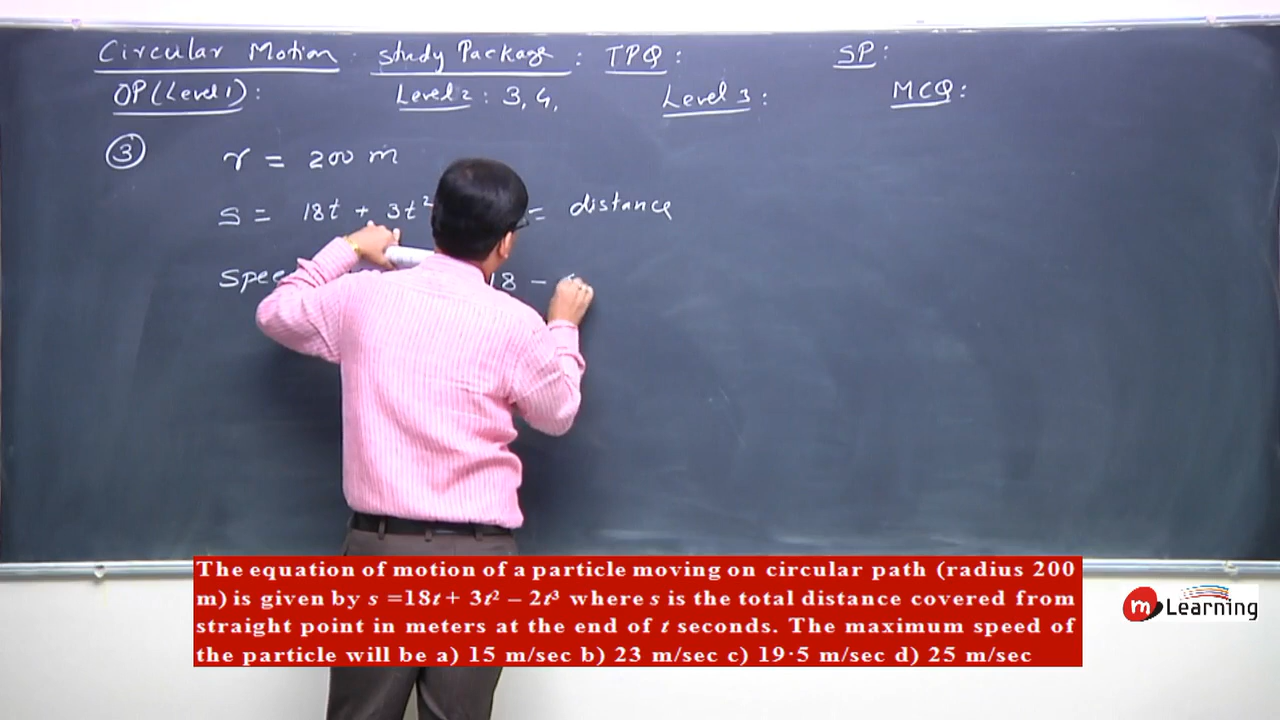 Circular Motion. Study Package : TPQ : SP :
OP (Level 1) : Level 2 : 3, 4, Level 3 : MCQ :
③ r = 200 m
s = 18t + 3t² = distance
Spee 18 −
The equation of motion of a particle moving on circular path (radius 200
m) is given by s =18t+ 3t² – 2t³ where s is the total distance covered from
straight point in meters at the end of t seconds. The maximum speed of
the particle will be a) 15 m/sec b) 23 m/sec c) 19·5 m/sec d) 25 m/sec
m Learning